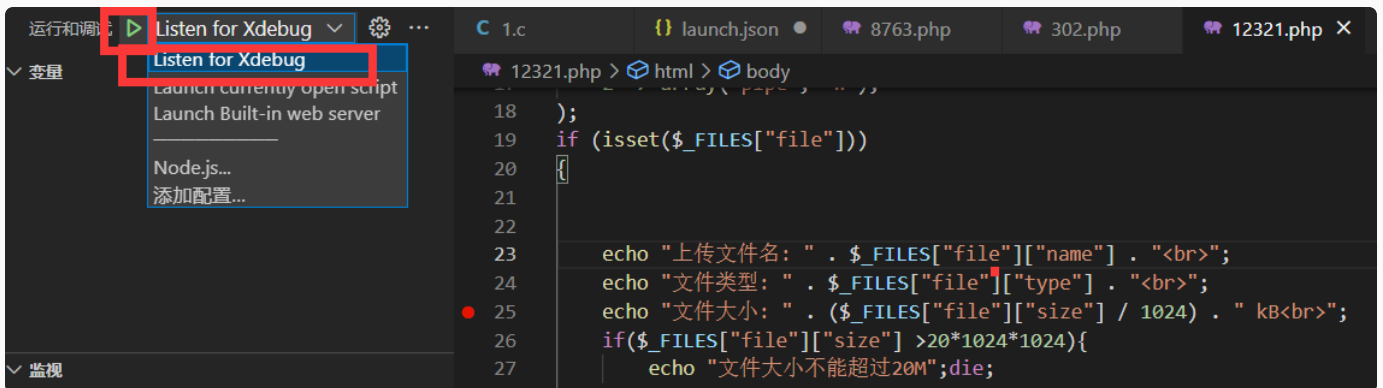 运行和调试 Listen for Xdebug
Listen for Xdebug
Launch currently open script
Launch Built-in web server
Node.js...
添加配置...
变量
监视
1.c launch.json 8763.php 302.php 12321.php
12321.php > html > body
18 );
19 if (isset($_FILES["file"]))
20 {
21
22
23 echo "上传文件名: " . $_FILES["file"]["name"] . "<br>";
24 echo "文件类型: " . $_FILES["file"]["type"] . "<br>";
25 echo "文件大小: " . ($_FILES["file"]["size"] / 1024) . " kB<br>";
26 if($_FILES["file"]["size"] >20*1024*1024){
27 echo "文件大小不能超过20M";die;